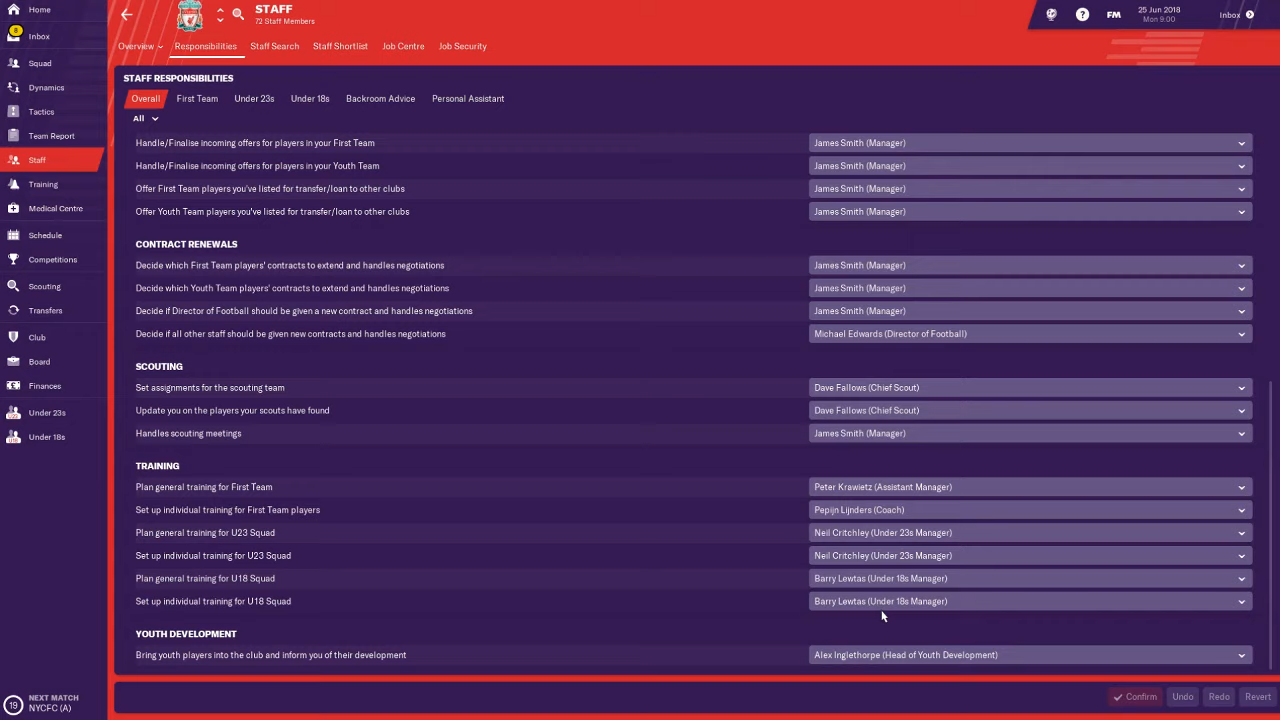 Home
8
Inbox
Squad
Dynamics
Tactics
Team Report
Staff
Training
Medical Centre
Schedule
Competitions
Scouting
Transfers
Club
Board
Finances
Under 23s
Under 18s
19
NEXT MATCH
NYCFC (A)
STAFF
72 Staff Members
25 Jun 2018
Mon 9:00
?
FM
Inbox
Overview
Responsibilities
Staff Search
Staff Shortlist
Job Centre
Job Security
STAFF RESPONSIBILITIES
Overall First Team Under 23s Under 18s Backroom Advice Personal Assistant
All
Handle/Finalise incoming offers for players in your First Team James Smith (Manager)
Handle/Finalise incoming offers for players in your Youth Team James Smith (Manager)
Offer First Team players you've listed for transfer/loan to other clubs James Smith (Manager)
Offer Youth Team players you've listed for transfer/loan to other clubs James Smith (Manager)
CONTRACT RENEWALS
Decide which First Team players' contracts to extend and handles negotiations James Smith (Manager)
Decide which Youth Team players' contracts to extend and handles negotiations James Smith (Manager)
Decide if Director of Football should be given a new contract and handles negotiations James Smith (Manager)
Decide if all other staff should be given new contracts and handles negotiations Michael Edwards (Director of Football)
SCOUTING
Set assignments for the scouting team Dave Fallows (Chief Scout)
Update you on the players your scouts have found Dave Fallows (Chief Scout)
Handles scouting meetings James Smith (Manager)
TRAINING
Plan general training for First Team Peter Krawietz (Assistant Manager)
Set up individual training for First Team players Pepijn Lijnders (Coach)
Plan general training for U23 Squad Neil Critchley (Under 23s Manager)
Set up individual training for U23 Squad Neil Critchley (Under 23s Manager)
Plan general training for U18 Squad Barry Lewtas (Under 18s Manager)
Set up individual training for U18 Squad Barry Lewtas (Under 18s Manager)
YOUTH DEVELOPMENT
Bring youth players into the club and inform you of their development Alex Inglethorpe (Head of Youth Development)
Confirm Undo Redo Revert